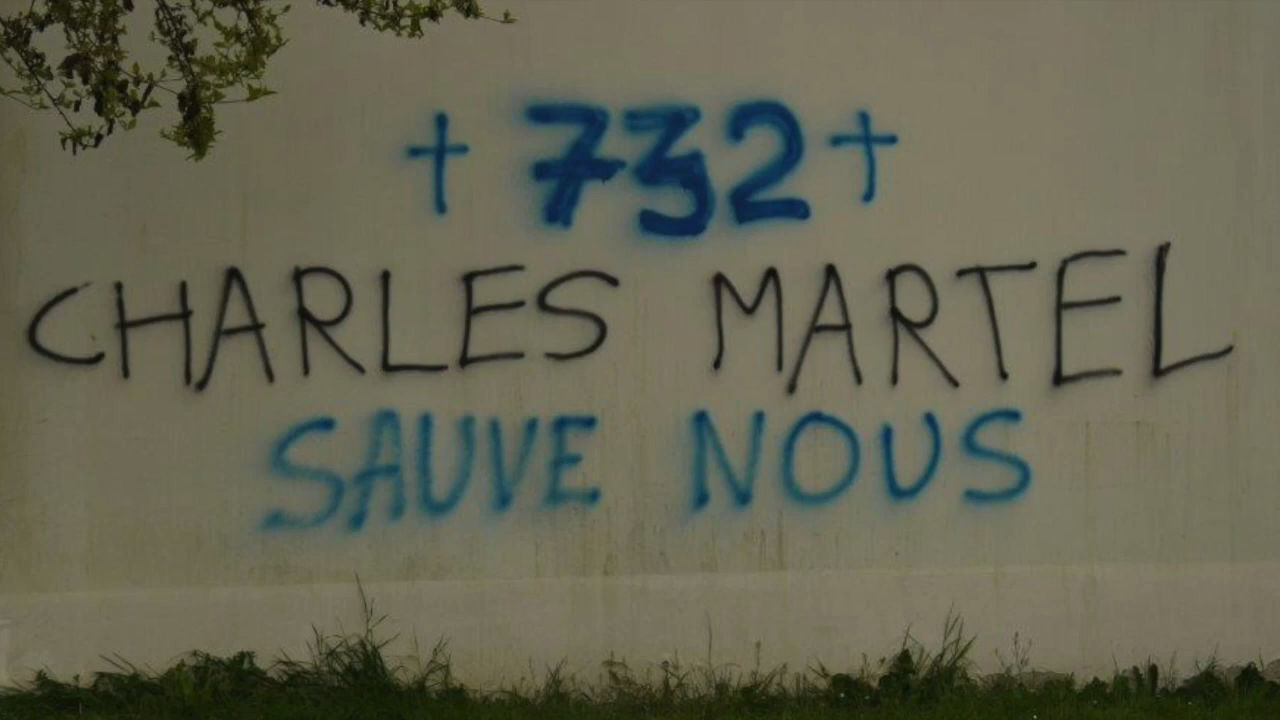 † 732 †
CHARLES MARTEL
SAUVE NOUS